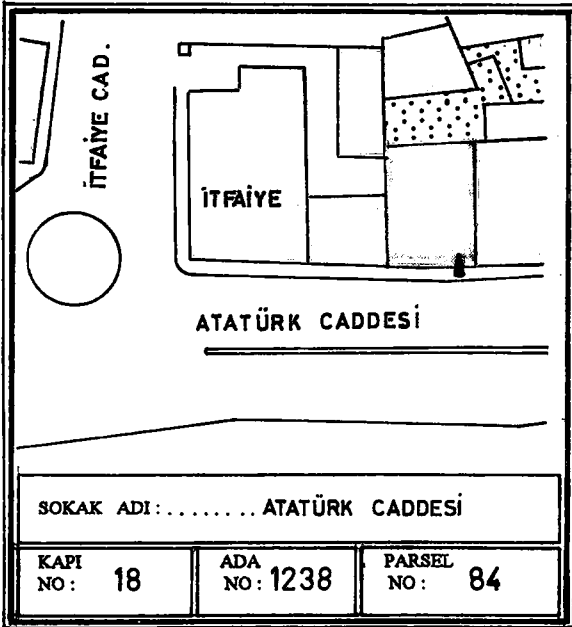 İTFAİYE CAD.
İTFAİYE
ATATÜRK CADDESİ
SOKAK ADI:........ATATÜRK CADDESİ
KAPI NO: 18
ADA NO: 1238
PARSEL NO: 84